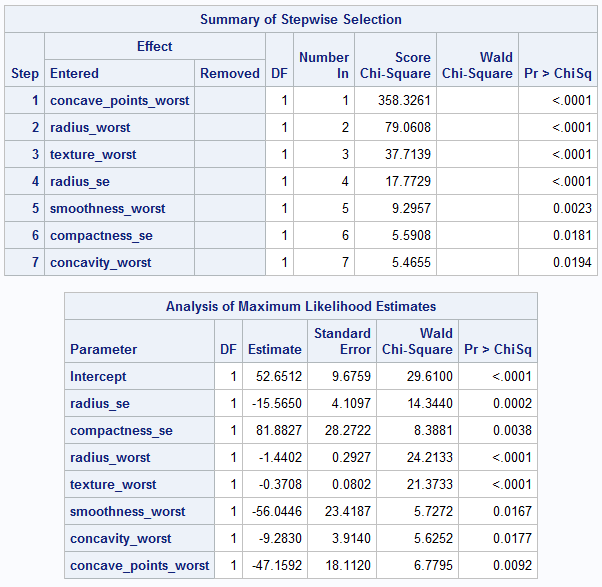 Summary of Stepwise Selection
Step Effect DF Number In Score Chi-Square Wald Chi-Square Pr > ChiSq
Entered Removed
1 concave_points_worst 1 1 358.3261 <.0001
2 radius_worst 1 2 79.0608 <.0001
3 texture_worst 1 3 37.7139 <.0001
4 radius_se 1 4 17.7729 <.0001
5 smoothness_worst 1 5 9.2957 0.0023
6 compactness_se 1 6 5.5908 0.0181
7 concavity_worst 1 7 5.4655 0.0194
Analysis of Maximum Likelihood Estimates
Parameter DF Estimate Standard Error Wald Chi-Square Pr > ChiSq
Intercept 1 52.6512 9.6759 29.6100 <.0001
radius_se 1 -15.5650 4.1097 14.3440 0.0002
compactness_se 1 81.8827 28.2722 8.3881 0.0038
radius_worst 1 -1.4402 0.2927 24.2133 <.0001
texture_worst 1 -0.3708 0.0802 21.3733 <.0001
smoothness_worst 1 -56.0446 23.4187 5.7272 0.0167
concavity_worst 1 -9.2830 3.9140 5.6252 0.0177
concave_points_worst 1 -47.1592 18.1120 6.7795 0.0092